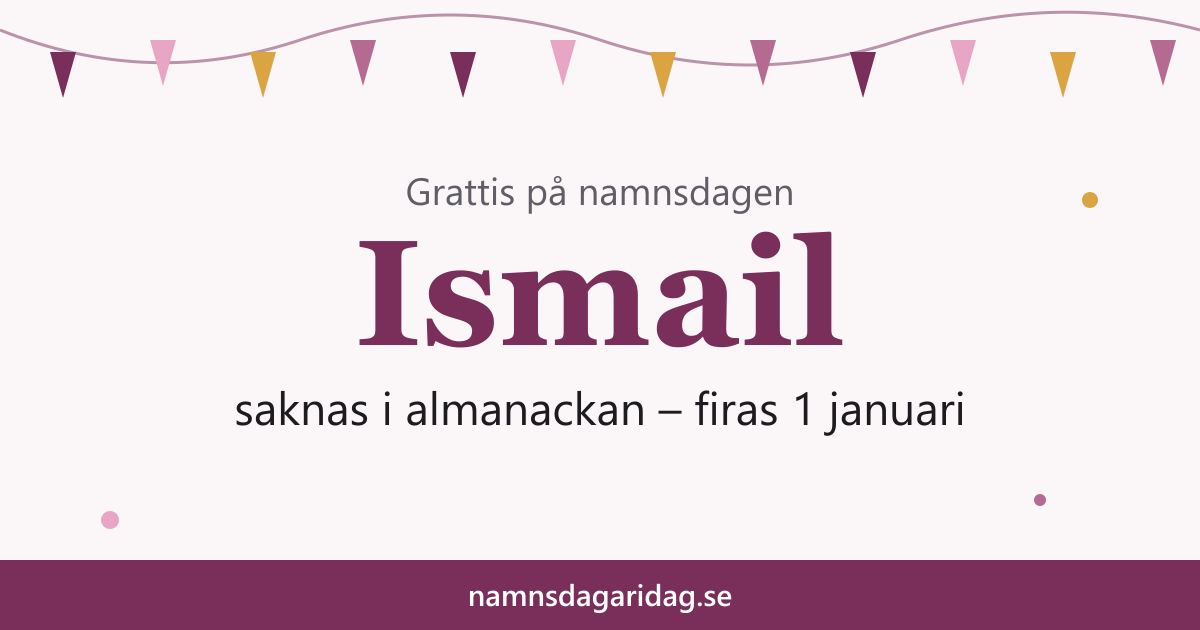 Grattis på namnsdagen
Ismail
saknas i almanackan – firas 1 januari
namnsdagaridag.se